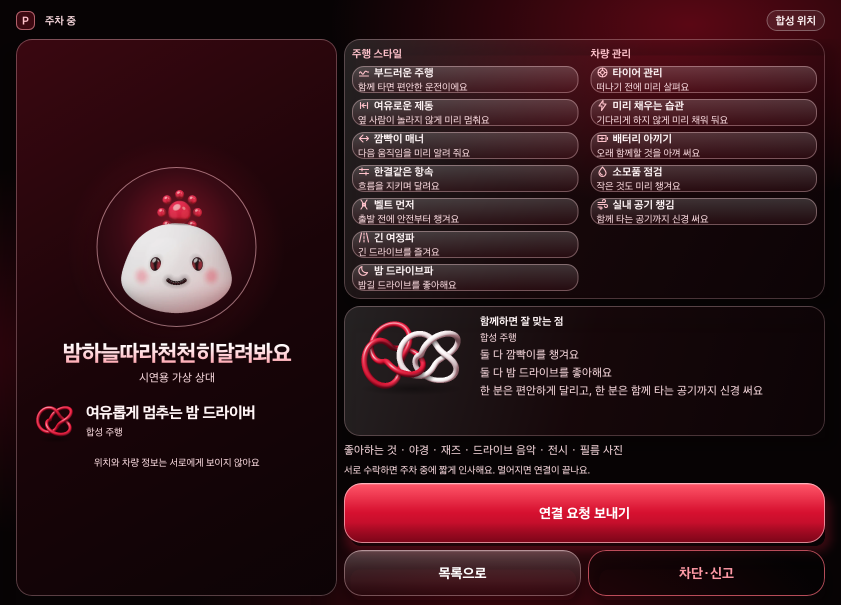 P 주차 중
합성 위치
밤하늘따라천천히달려봐요
시연용 가상 상대
여유롭게 멈추는 밤 드라이버
합성 주행
위치와 차량 정보는 서로에게 보이지 않아요
주행 스타일
부드러운 주행
함께 타면 편안한 운전이에요
여유로운 제동
옆 사람이 놀라지 않게 미리 멈춰요
깜빡이 매너
다음 움직임을 미리 알려 줘요
한결같은 항속
흐름을 지키며 달려요
벨트 먼저
출발 전에 안전부터 챙겨요
긴 여정파
긴 드라이브를 즐겨요
밤 드라이브파
밤길 드라이브를 좋아해요
차량 관리
타이어 관리
떠나기 전에 미리 살펴요
미리 채우는 습관
기다리게 하지 않게 미리 채워 둬요
배터리 아끼기
오래 함께할 것을 아껴 써요
소모품 점검
작은 것도 미리 챙겨요
실내 공기 챙김
함께 타는 공기까지 신경 써요
함께하면 잘 맞는 점
합성 주행
둘 다 깜빡이를 챙겨요
둘 다 밤 드라이브를 좋아해요
한 분은 편안하게 달리고, 한 분은 함께 타는 공기까지 신경 써요
좋아하는 것 · 야경 · 재즈 · 드라이브 음악 · 전시 · 필름 사진
서로 수락하면 주차 중에 짧게 인사해요. 멀어지면 연결이 끝나요.
연결 요청 보내기
목록으로
차단·신고